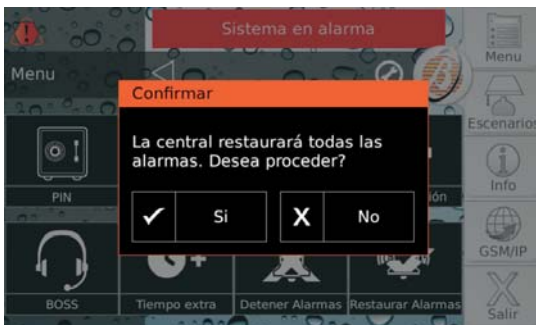 Sistema en alarma
Menu
Menu
Confirmar
Escenarios
La central restaurará todas las
alarmas. Desea proceder?
Info
PIN
ión
Si
X
No
GSM/IP
BOSS
Tiempo extra
Detener Alarmas
Restaurar Alarmas
Salir